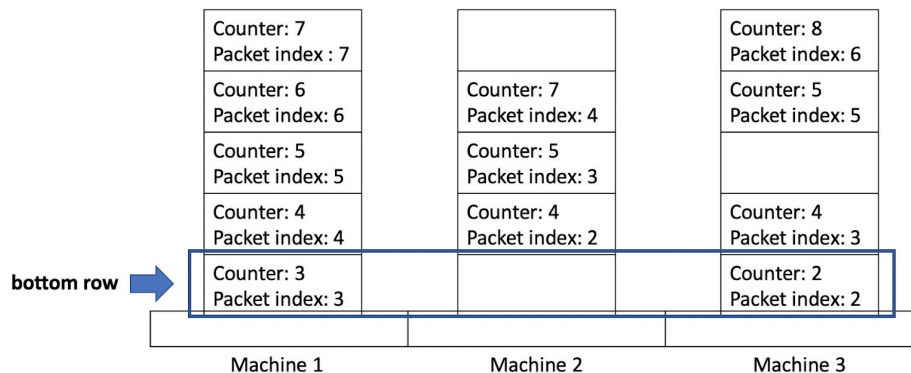 Counter: 7
Packet index : 7
Counter: 8
Packet index: 6
Counter: 6
Packet index: 6
Counter: 7
Packet index: 4
Counter: 5
Packet index: 5
Counter: 5
Packet index: 5
Counter: 5
Packet index: 3
Counter: 4
Packet index: 4
Counter: 4
Packet index: 2
Counter: 4
Packet index: 3
bottom row
Counter: 3
Packet index: 3
Counter: 2
Packet index: 2
Machine 1
Machine 2
Machine 3